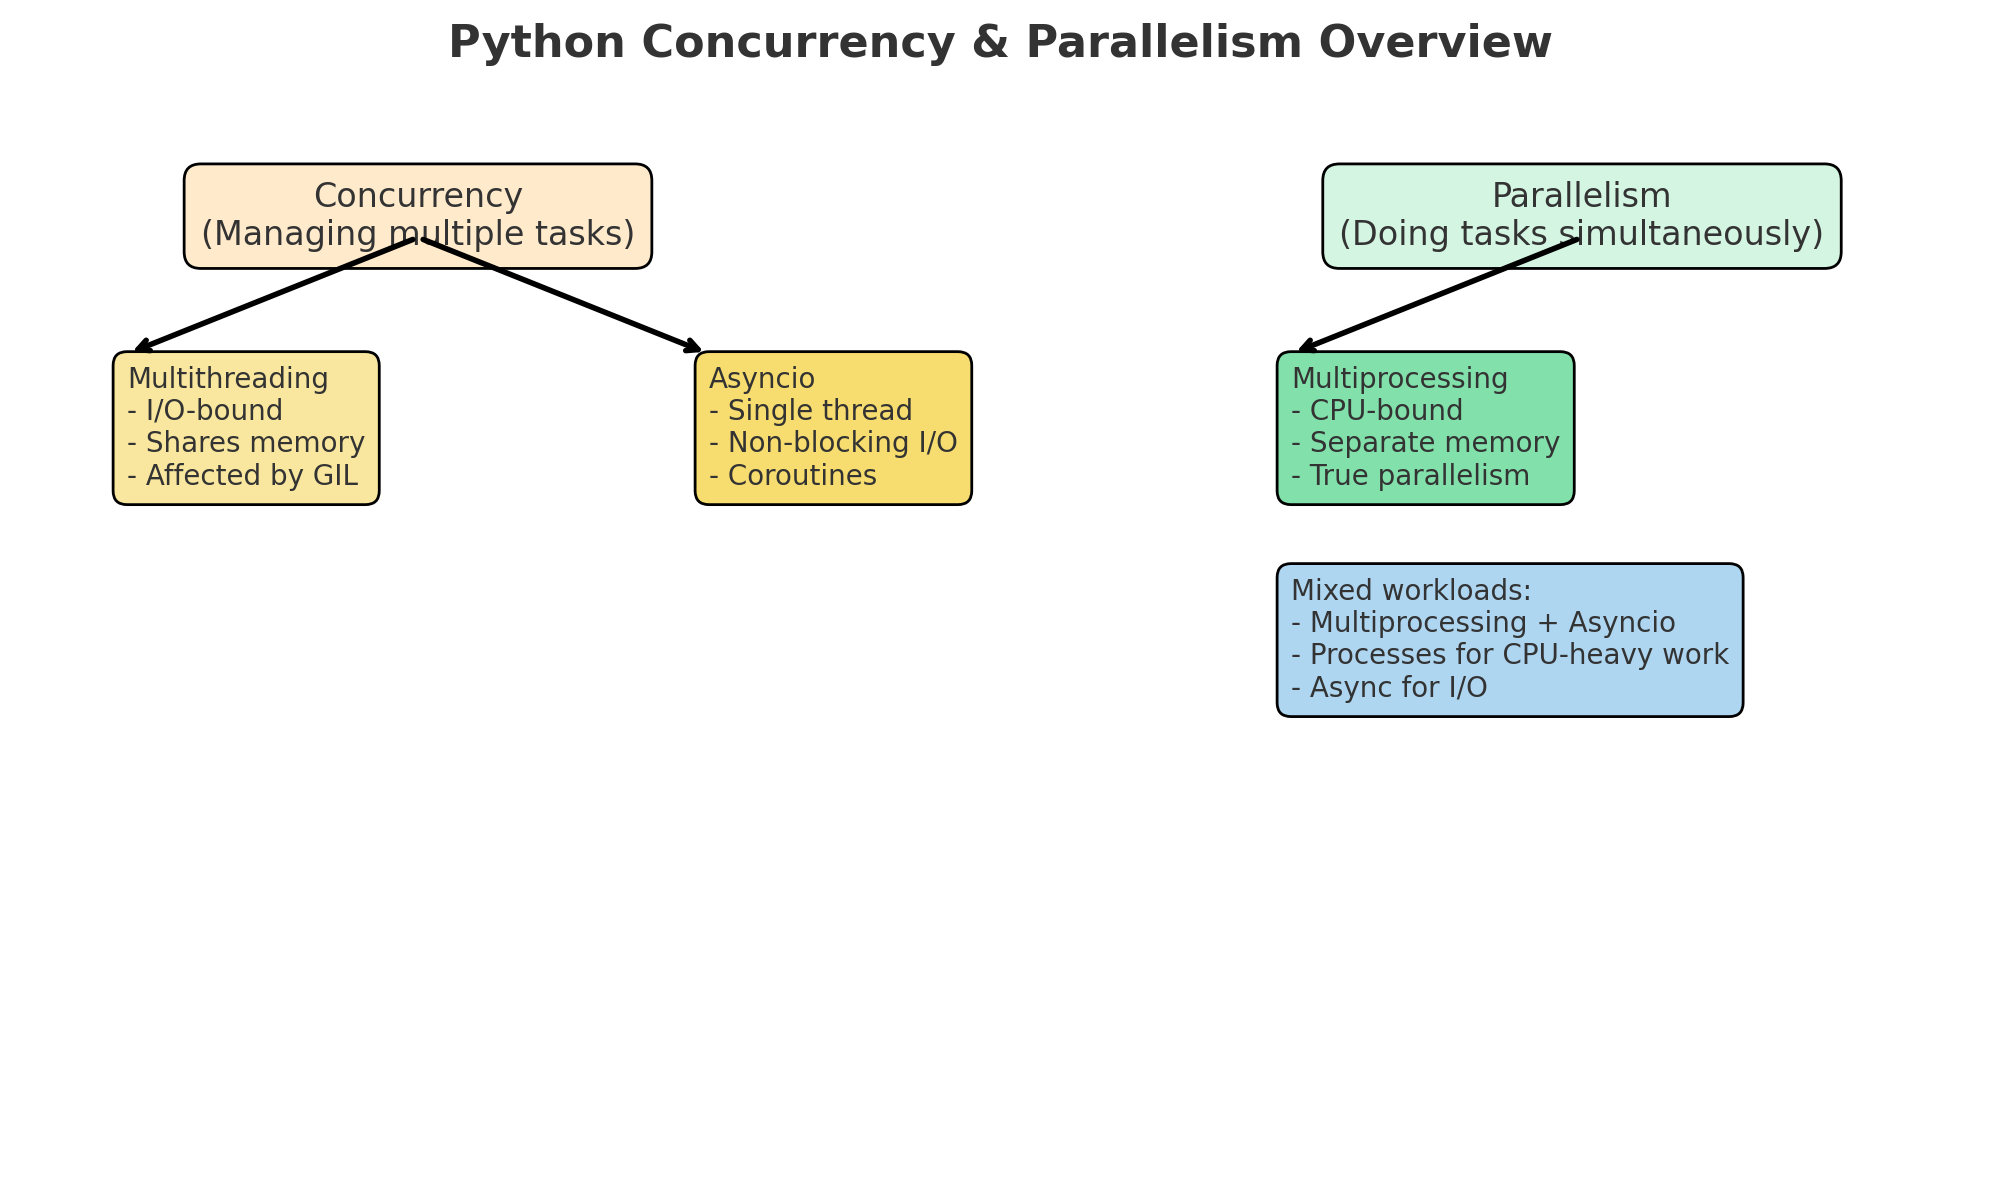 Python Concurrency & Parallelism Overview
Concurrency
(Managing multiple tasks)
Parallelism
(Doing tasks simultaneously)
Multithreading
- I/O-bound
- Shares memory
- Affected by GIL
Asyncio
- Single thread
- Non-blocking I/O
- Coroutines
Multiprocessing
- CPU-bound
- Separate memory
- True parallelism
Mixed workloads:
- Multiprocessing + Asyncio
- Processes for CPU-heavy work
- Async for I/O